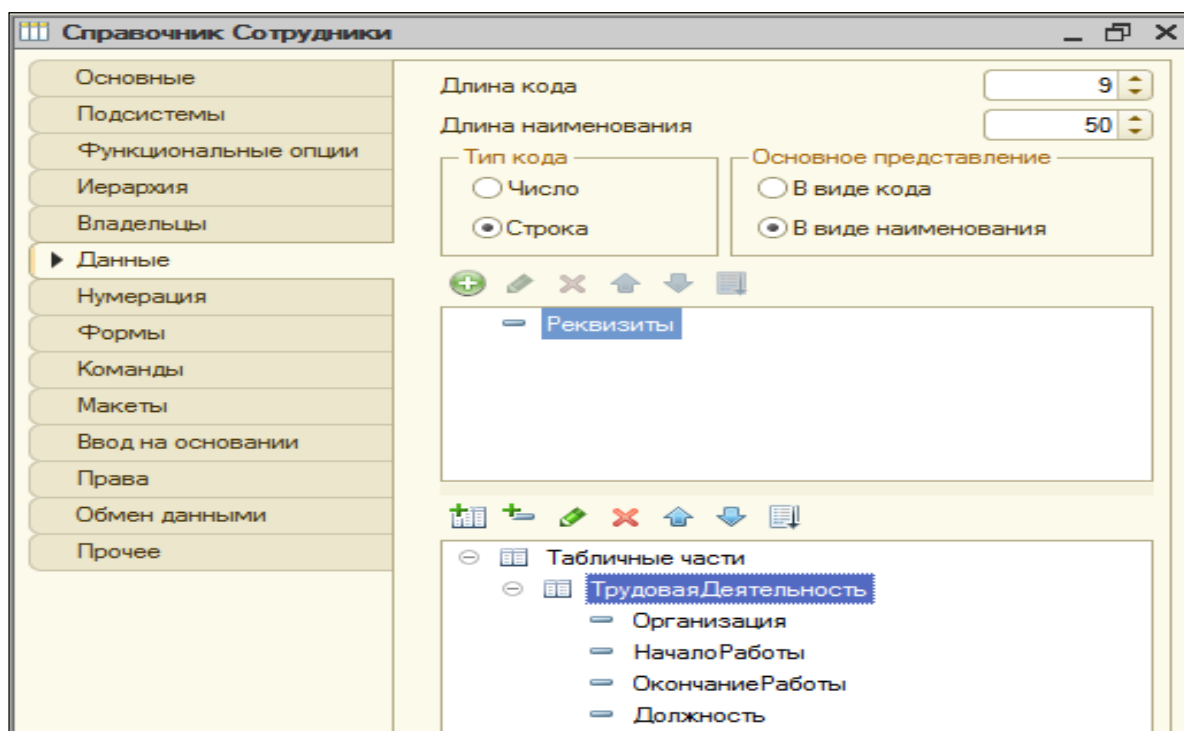 Справочник Сотрудники
Основные
Подсистемы
Функциональные опции
Иерархия
Владельцы
Данные
Нумерация
Формы
Команды
Макеты
Ввод на основании
Права
Обмен данными
Прочее
Длина кода 9
Длина наименования 50
Тип кода
Число
Строка
Основное представление
В виде кода
В виде наименования
Реквизиты
Табличные части
ТрудоваяДеятельность
Организация
НачалоРаботы
ОкончаниеРаботы
Должность